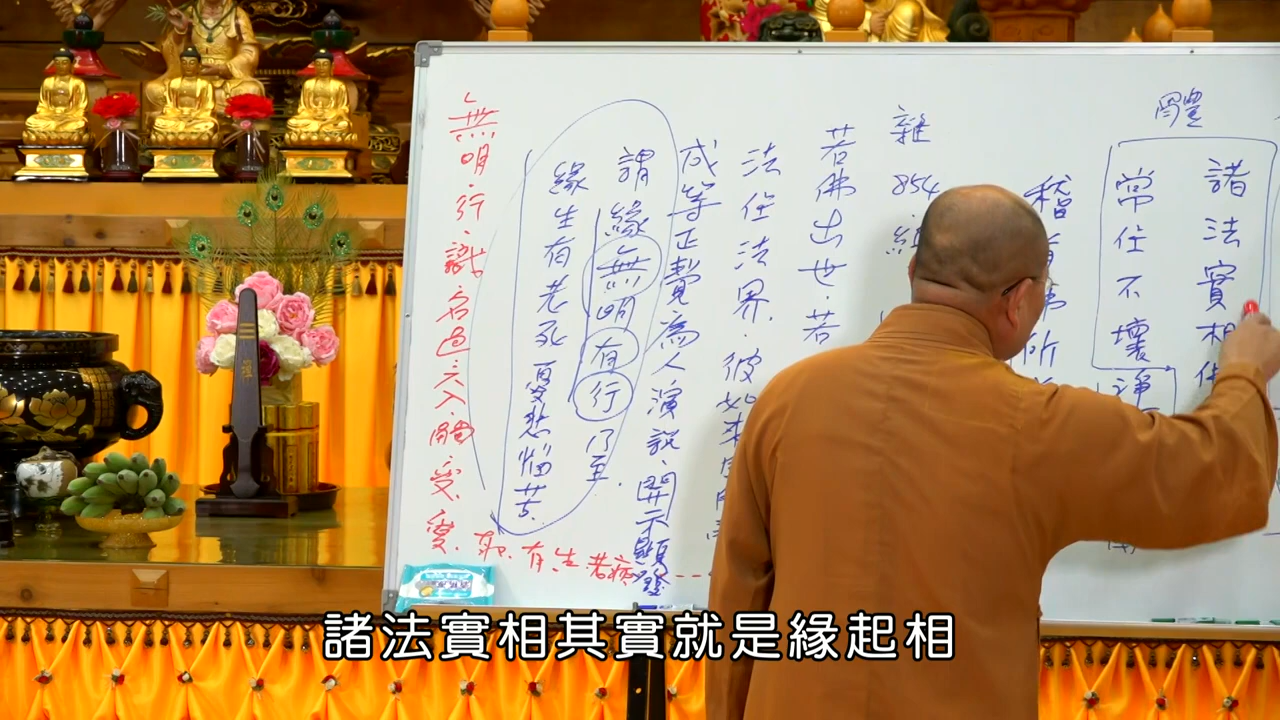 體
諸法實相
常住不壞
稽
雜
854
若佛出世.若
法住法界.彼如來
成等正覺為人演說.開示顯發
謂緣無明有行乃至.
緣生有老死憂悲惱苦.
無明.行.識.名色.六入.觸.受.愛.取.有.生.老病
諸法實相其實就是緣起相